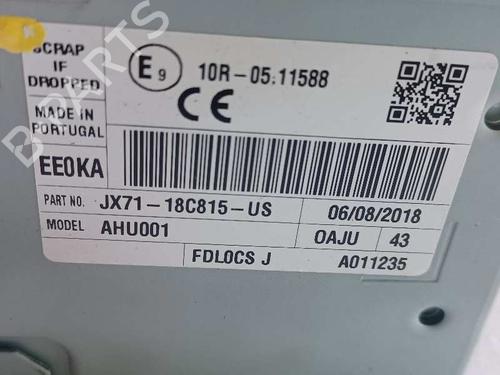 SCRAP
IF
DROPPED
E9 10R-05:11588
CE
MADE IN
PORTUGAL
EE0KA
PART NO. JX71-18C815-US 06/08/2018
MODEL AHU001 OAJU 43
FDLOCS J A011235
B-PARTS